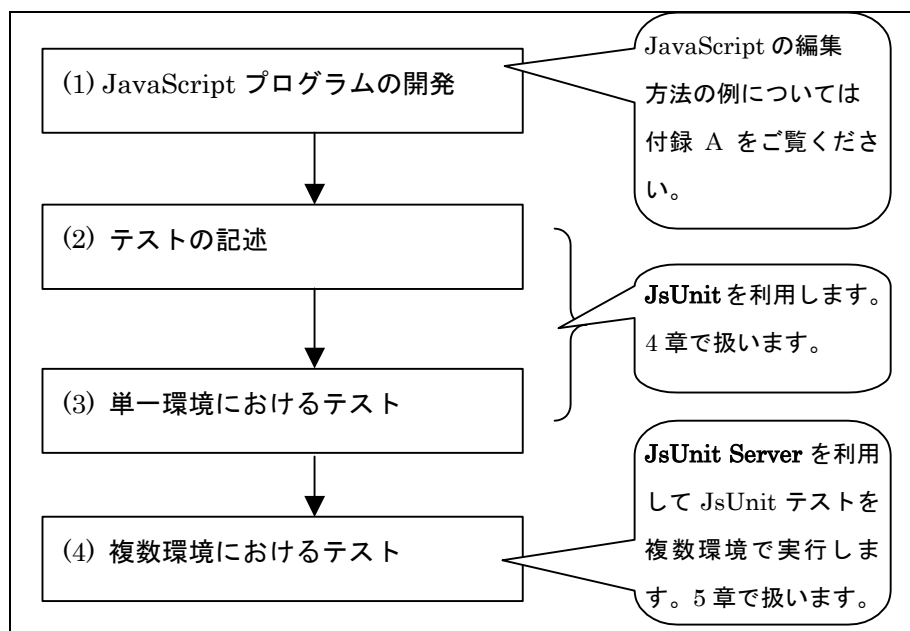 (1) JavaScript プログラムの開発
JavaScript の編集
方法の例については
付録 A をご覧くださ
い。
(2) テストの記述
JsUnit を利用します。
4 章で扱います。
(3) 単一環境におけるテスト
JsUnit Server を利用
して JsUnit テストを
複数環境で実行しま
す。5 章で扱います。
(4) 複数環境におけるテスト